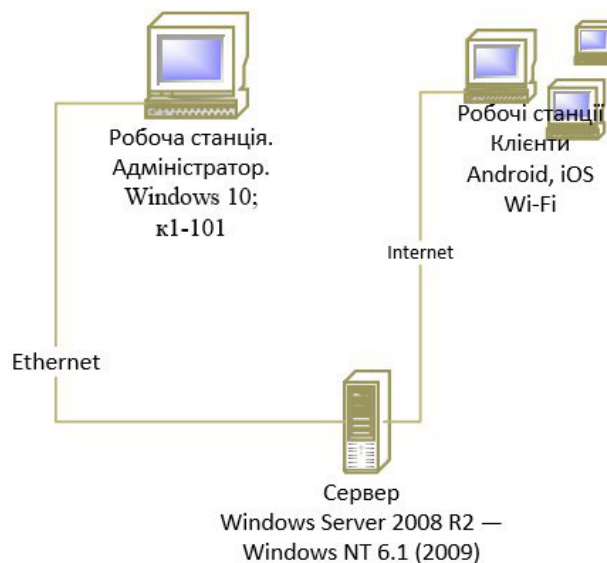 Робоча станція.
Адміністратор.
Windows 10;
к1-101
Робочі станції
Клієнти
Android, iOS
Wi-Fi
Internet
Ethernet
Сервер
Windows Server 2008 R2 —
Windows NT 6.1 (2009)